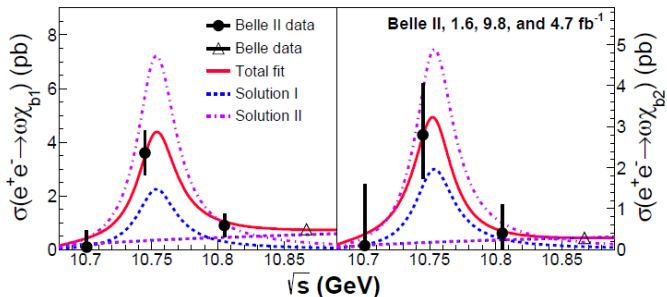 Belle II data
Belle data
Total fit
Solution I
Solution II
Belle II, 1.6, 9.8, and 4.7 fb⁻¹
σ(e⁺e⁻→ωχ_b1) (pb)
8
6
4
2
0
10.7 10.75 10.8 10.85
10.7 10.75 10.8 10.85
5
4
3
2
1
0
σ(e⁺e⁻→ωχ_b2) (pb)
√s (GeV)